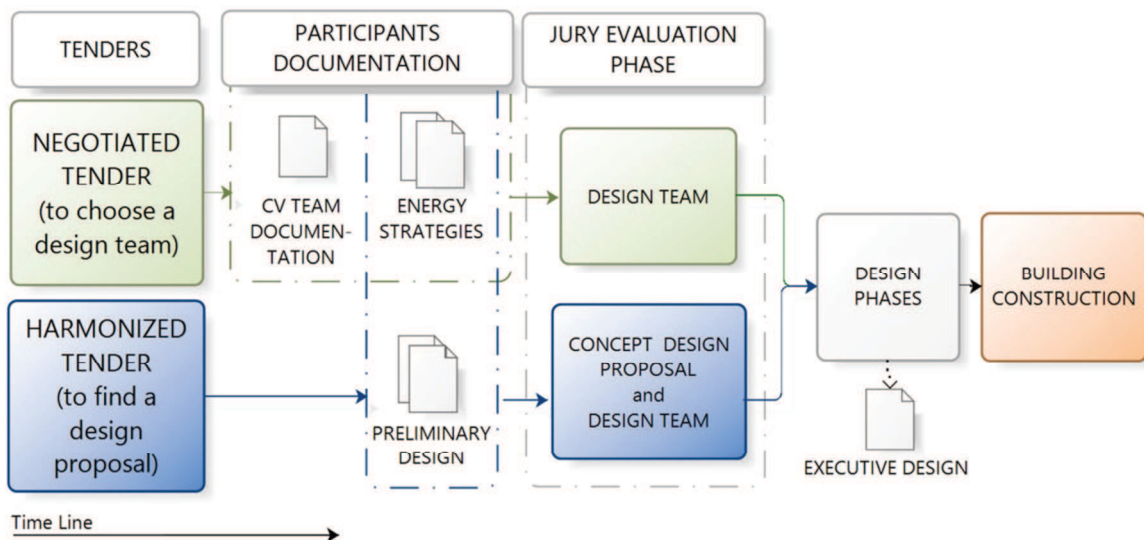 TENDERS
PARTICIPANTS
DOCUMENTATION
JURY EVALUATION
PHASE
NEGOTIATED
TENDER
(to choose a
design team)
CV TEAM
DOCUMEN-
TATION
ENERGY
STRATEGIES
DESIGN TEAM
HARMONIZED
TENDER
(to find a
design
proposal)
PRELIMINARY
DESIGN
CONCEPT DESIGN
PROPOSAL
and
DESIGN TEAM
DESIGN
PHASES
BUILDING
CONSTRUCTION
EXECUTIVE DESIGN
Time Line